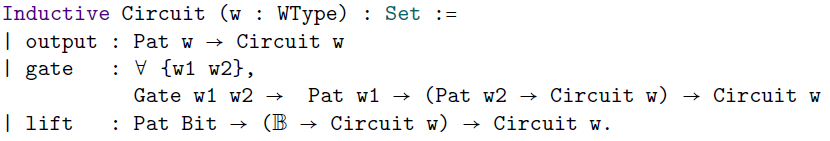 Inductive Circuit (w : WType) : Set :=
| output : Pat w → Circuit w
| gate   : ∀ {w1 w2},
           Gate w1 w2 →  Pat w1 → (Pat w2 → Circuit w) → Circuit w
| lift   : Pat Bit → (𝔹 → Circuit w) → Circuit w.